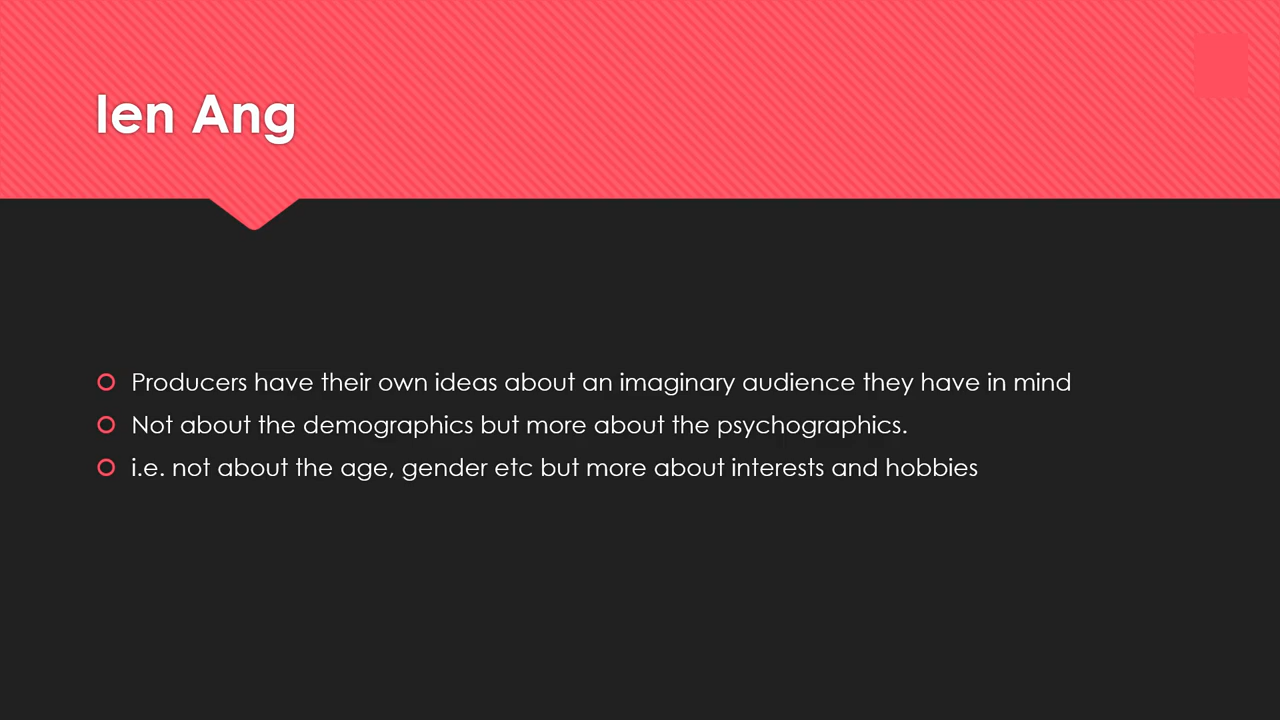 Ien Ang
Producers have their own ideas about an imaginary audience they have in mind
Not about the demographics but more about the psychographics.
i.e. not about the age, gender etc but more about interests and hobbies